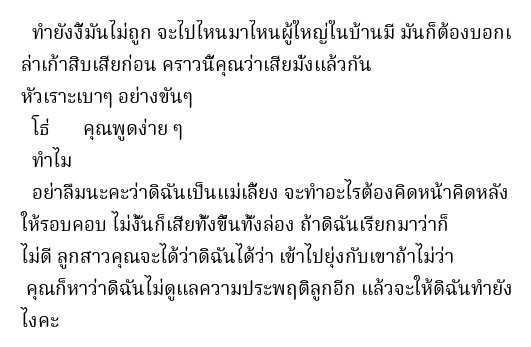 ทำยังงี้มันไม่ถูก จะไปไหนมาไหนผู้ใหญ่ในบ้านมี มันก็ต้องบอกเ
ล่าเก้าสิบเสียก่อน คราวนี้คุณว่าเสียมั่งแล้วกัน
หัวเราะเบาๆ อย่างขันๆ
โธ่ คุณพูดง่าย ๆ
ทำไม
อย่าลืมนะคะว่าดิฉันเป็นแม่เลี้ยง จะทำอะไรต้องคิดหน้าคิดหลัง
ให้รอบคอบ ไม่งั้นก็เสียทั้งขึ้นทั้งล่อง ถ้าดิฉันเรียกมาว่าก็
ไม่ดี ลูกสาวคุณจะได้ว่าดิฉันได้ว่า เข้าไปยุ่งกับเขาถ้าไม่ว่า
คุณก็หาว่าดิฉันไม่ดูแลความประพฤติลูกอีก แล้วจะให้ดิฉันทำยัง
ไงคะ